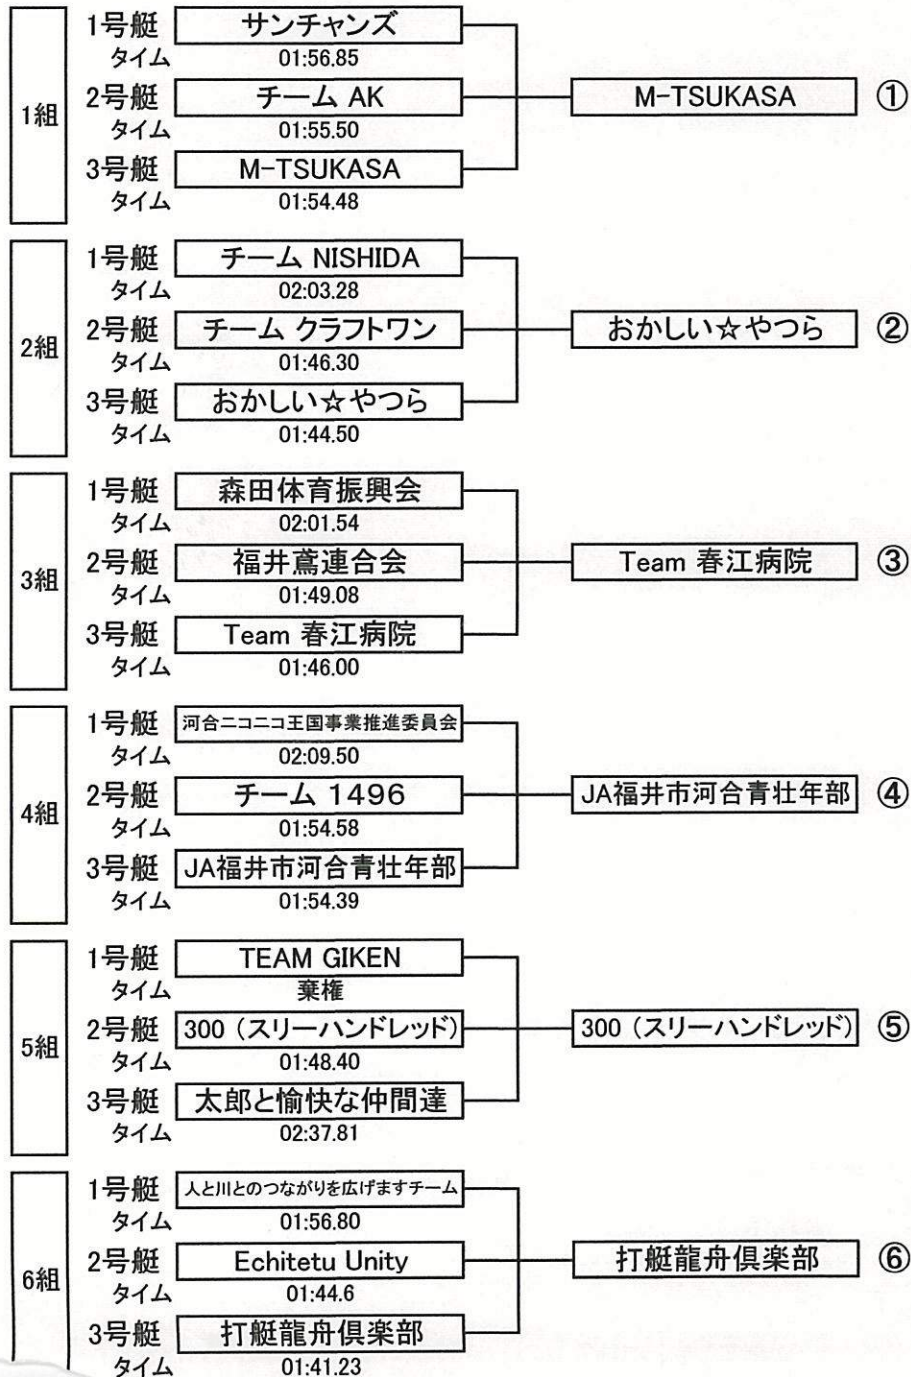 1組
1号艇 サンチャンズ
タイム 01:56.85
2号艇 チーム AK M-TSUKASA ①
タイム 01:55.50
3号艇 M-TSUKASA
タイム 01:54.48
2組
1号艇 チーム NISHIDA
タイム 02:03.28
2号艇 チーム クラフトワン おかしい☆やつら ②
タイム 01:46.30
3号艇 おかしい☆やつら
タイム 01:44.50
3組
1号艇 森田体育振興会
タイム 02:01.54
2号艇 福井鳶連合会 Team 春江病院 ③
タイム 01:49.08
3号艇 Team 春江病院
タイム 01:46.00
4組
1号艇 河合ニコニコ王国事業推進委員会
タイム 02:09.50
2号艇 チーム 1496 JA福井市河合青壮年部 ④
タイム 01:54.58
3号艇 JA福井市河合青壮年部
タイム 01:54.39
5組
1号艇 TEAM GIKEN
タイム 棄権
2号艇 300 (スリーハンドレッド) 300 (スリーハンドレッド) ⑤
タイム 01:48.40
3号艇 太郎と愉快な仲間達
タイム 02:37.81
6組
1号艇 人と川とのつながりを広げますチーム
タイム 01:56.80
2号艇 Echitetu Unity 打艇龍舟倶楽部 ⑥
タイム 01:44.6
3号艇 打艇龍舟倶楽部
タイム 01:41.23